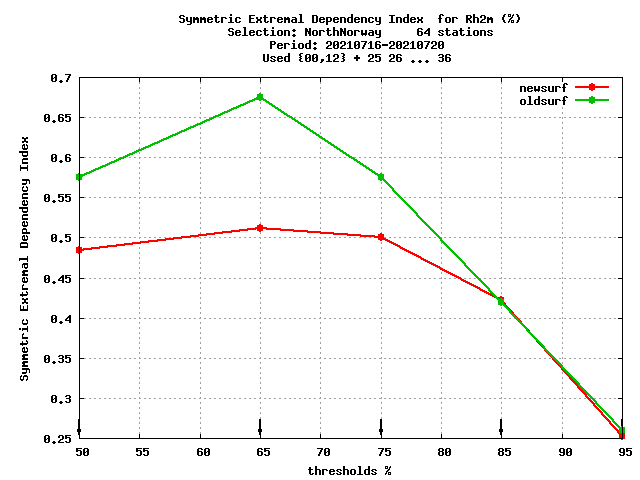 Symmetric Extremal Dependency Index  for Rh2m (%)
Selection: NorthNorway     64 stations
Period: 20210716-20210720
Used {00,12} + 25 26 ... 36
newsurf
oldsurf
Symmetric Extremal Dependency Index
0.7
0.65
0.6
0.55
0.5
0.45
0.4
0.35
0.3
0.25
50 55 60 65 70 75 80 85 90 95
thresholds %